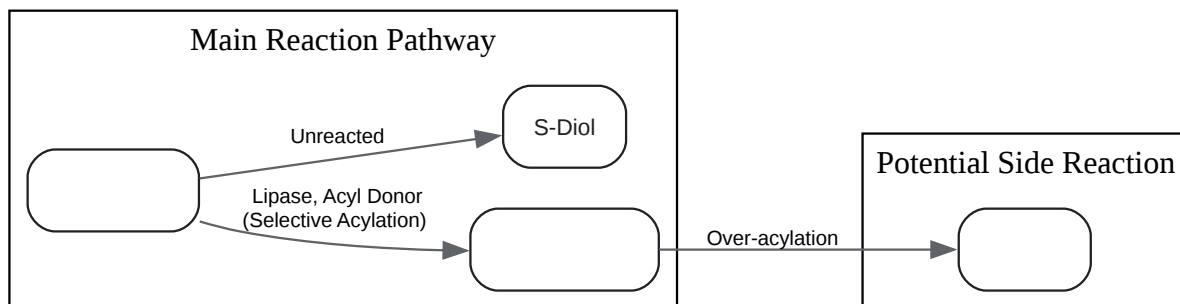 Main Reaction Pathway
Unreacted
S-Diol
Lipase, Acyl Donor
(Selective Acylation)
Over-acylation
Potential Side Reaction